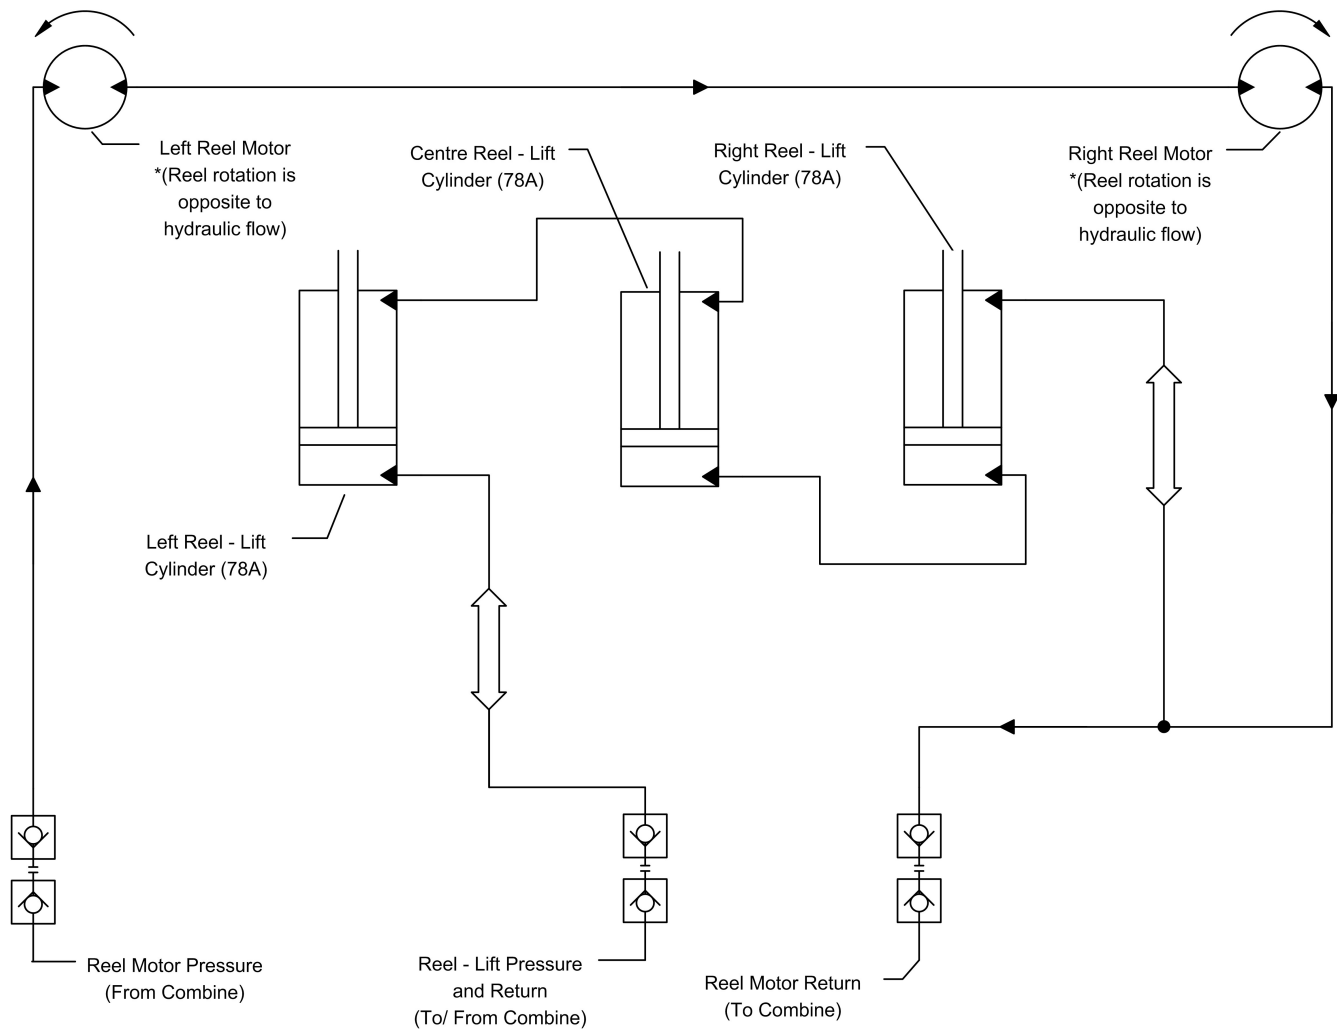 Left Reel Motor
*(Reel rotation is
opposite to
hydraulic flow)
Centre Reel - Lift
Cylinder (78A)
Right Reel - Lift
Cylinder (78A)
Right Reel Motor
*(Reel rotation is
opposite to
hydraulic flow)
Left Reel - Lift
Cylinder (78A)
Reel Motor Pressure
(From Combine)
Reel - Lift Pressure
and Return
(To/ From Combine)
Reel Motor Return
(To Combine)